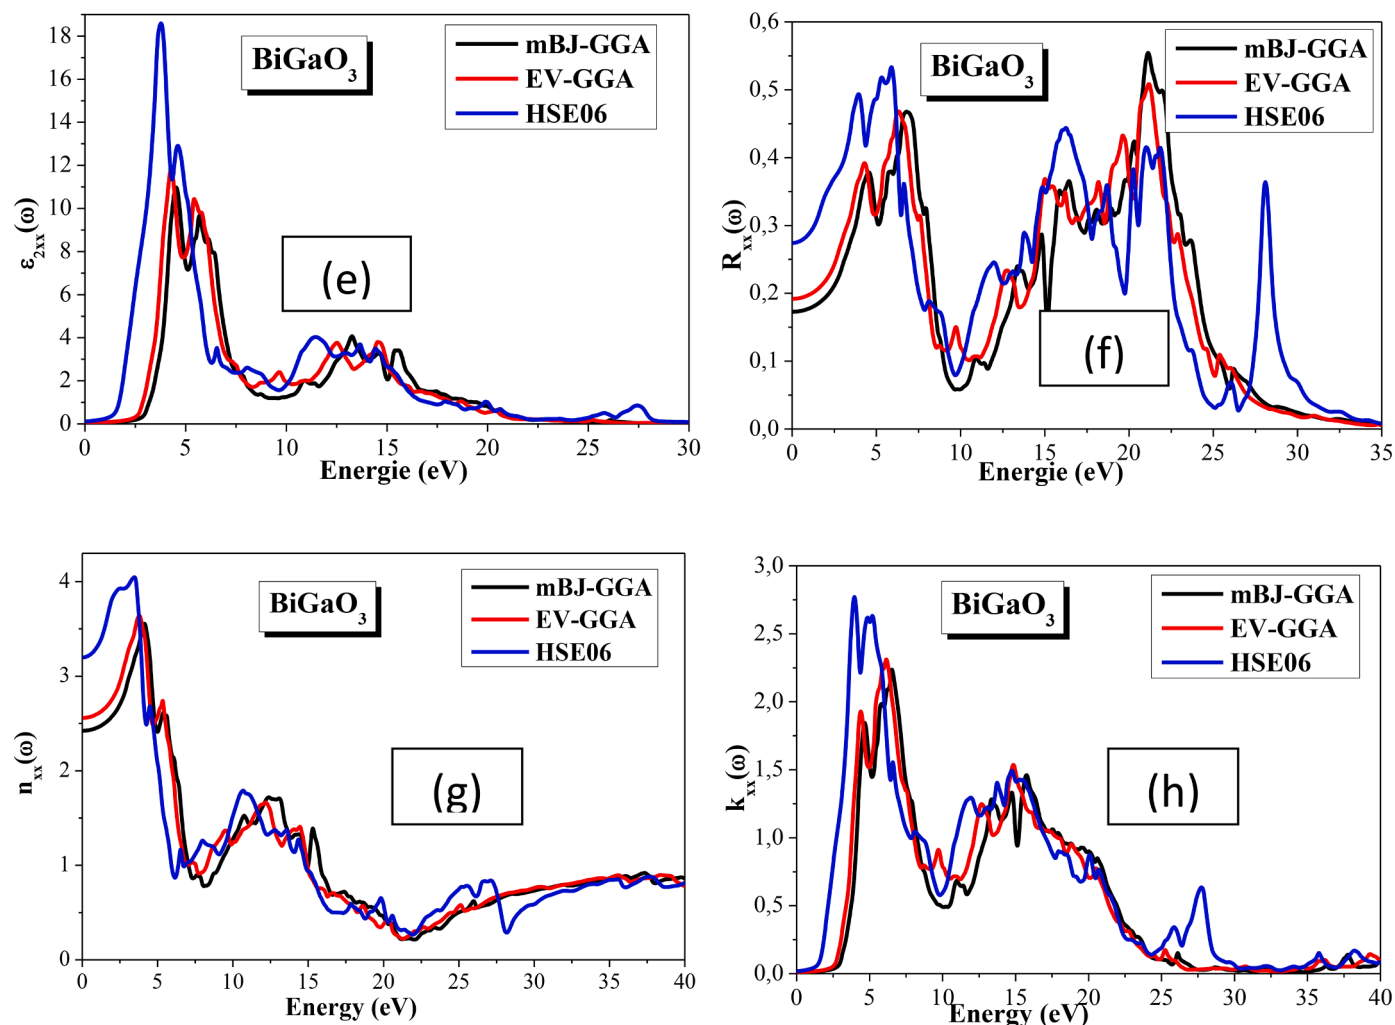 18
16
14
12
10
8
6
4
2
0
ε2xx(ω)
BiGaO3
mBJ-GGA
EV-GGA
HSE06
(e)
0 5 10 15 20 25 30
Energie (eV)
0,6
0,5
0,4
0,3
0,2
0,1
0,0
Rxx(ω)
BiGaO3
mBJ-GGA
EV-GGA
HSE06
(f)
0 5 10 15 20 25 30 35
Energie (eV)
4
3
2
1
0
nxx(ω)
BiGaO3
mBJ-GGA
EV-GGA
HSE06
(g)
0 5 10 15 20 25 30 35 40
Energy (eV)
3,0
2,5
2,0
1,5
1,0
0,5
0,0
kxx(ω)
BiGaO3
mBJ-GGA
EV-GGA
HSE06
(h)
0 5 10 15 20 25 30 35 40
Energy (eV)